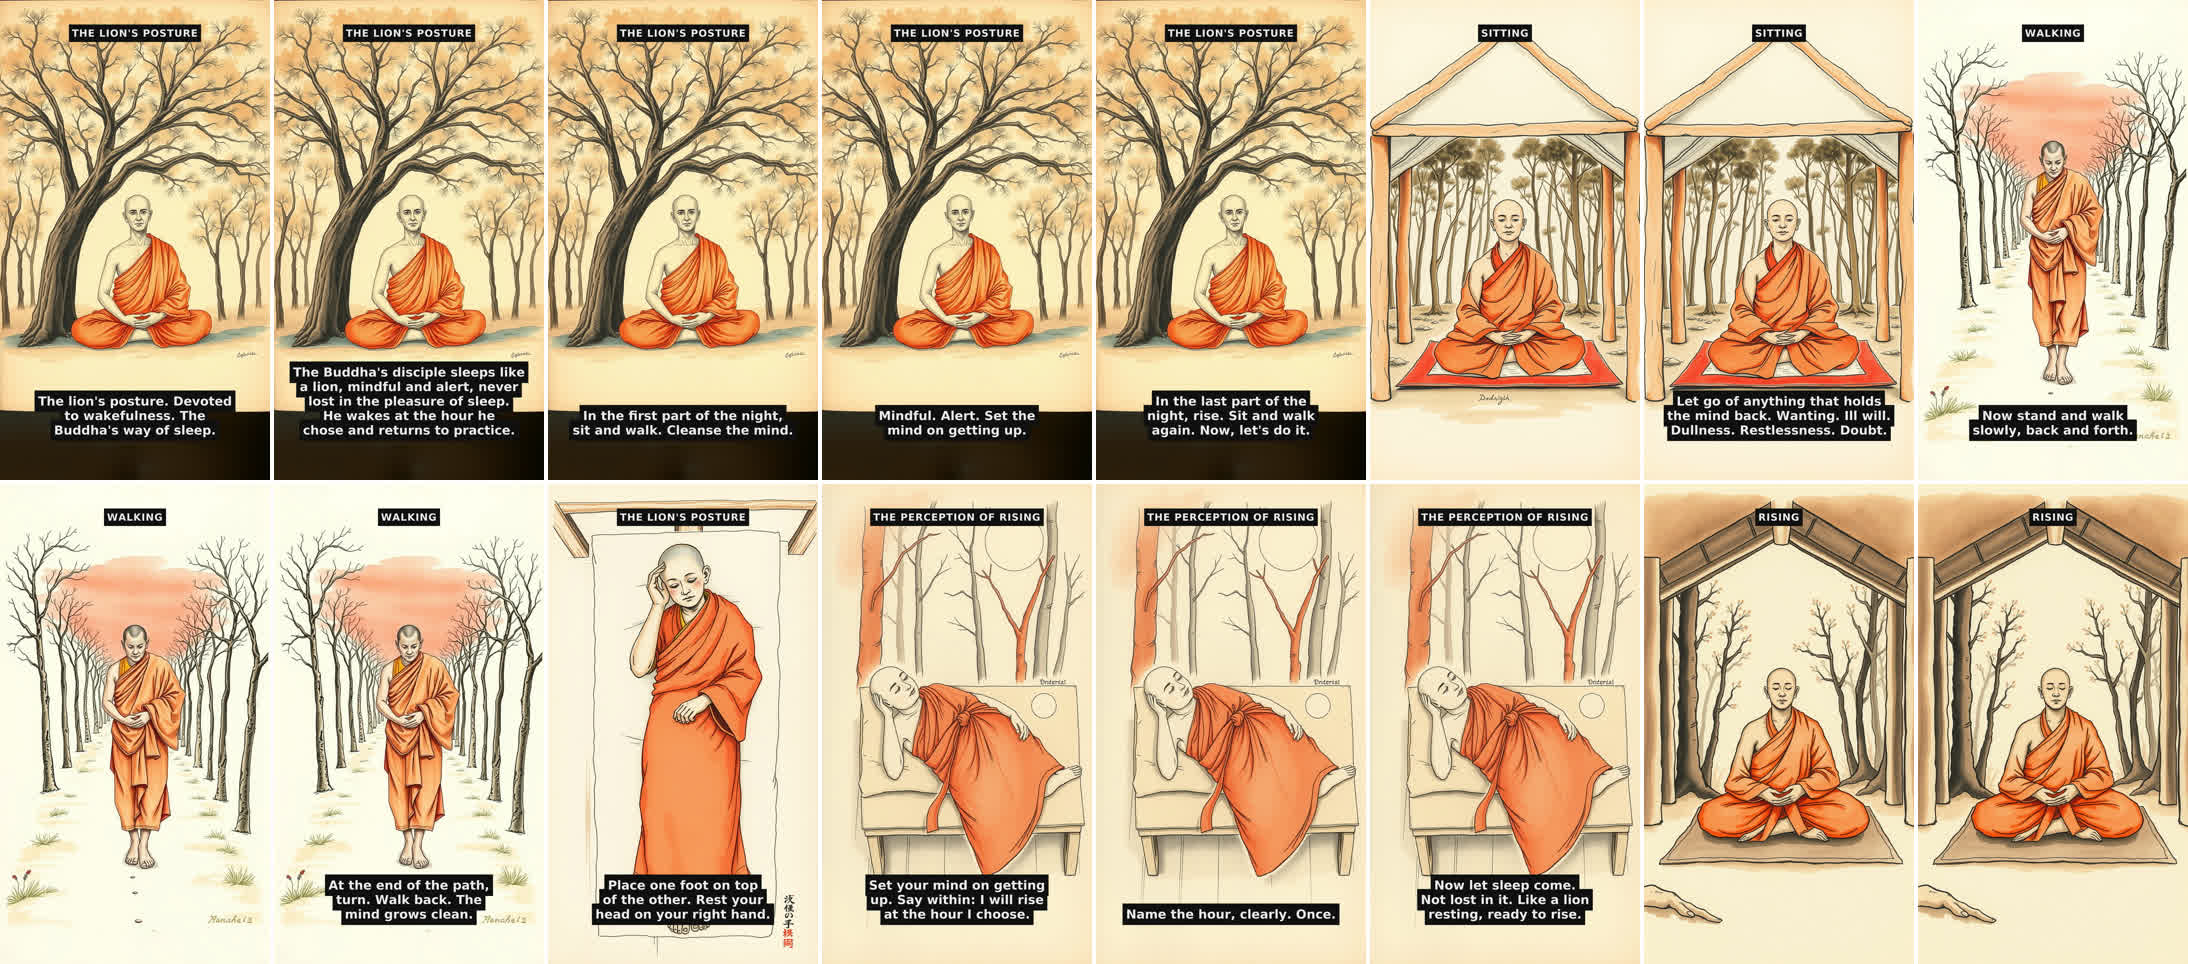 THE LION'S POSTURE
The lion's posture. Devoted
to wakefulness. The
Buddha's way of sleep.
THE LION'S POSTURE
The Buddha's disciple sleeps like
a lion, mindful and alert, never
lost in the pleasure of sleep.
He wakes at the hour he
chose and returns to practice.
THE LION'S POSTURE
In the first part of the night,
sit and walk. Cleanse the mind.
THE LION'S POSTURE
Mindful. Alert. Set the
mind on getting up.
THE LION'S POSTURE
In the last part of the
night, rise. Sit and walk
again. Now, let's do it.
SITTING
SITTING
Let go of anything that holds
the mind back. Wanting. Ill will.
Dullness. Restlessness. Doubt.
WALKING
Now stand and walk
slowly, back and forth.
WALKING
WALKING
At the end of the path,
turn. Walk back. The
mind grows clean.
THE LION'S POSTURE
Place one foot on top
of the other. Rest your
head on your right hand.
THE PERCEPTION OF RISING
Set your mind on getting
up. Say within: I will rise
at the hour I choose.
THE PERCEPTION OF RISING
Name the hour, clearly. Once.
THE PERCEPTION OF RISING
Now let sleep come.
Not lost in it. Like a lion
resting, ready to rise.
RISING
RISING